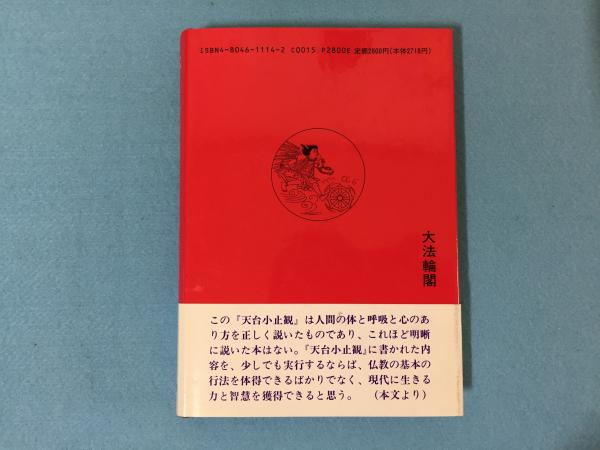 ISBN4-8046-1114-2 C0015 P2800E 定価2800円(本体2718円)
大法輪閣
この『天台小止観』は人間の体と呼吸と心のあ
り方を正しく説いたものであり、これほど明晰
に説いた本はない。『天台小止観』に書かれた内
容を、少しでも実行するならば、仏教の基本の
行法を体得できるばかりでなく、現代に生きる
力と智慧を獲得できると思う。（本文より）